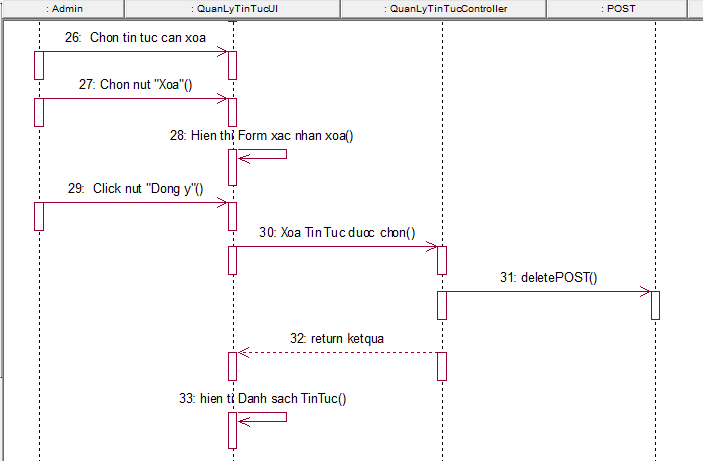 : Admin
: QuanLyTinTucUI
: QuanLyTinTucController
: POST
26: Chon tin tuc can xoa
27: Chon nut "Xoa"()
28: Hien thi Form xac nhan xoa()
29: Click nut "Dong y"()
30: Xoa Tin Tuc duoc chon()
31: deletePOST()
32: return ketqua
33: hien ti Danh sach TinTuc()